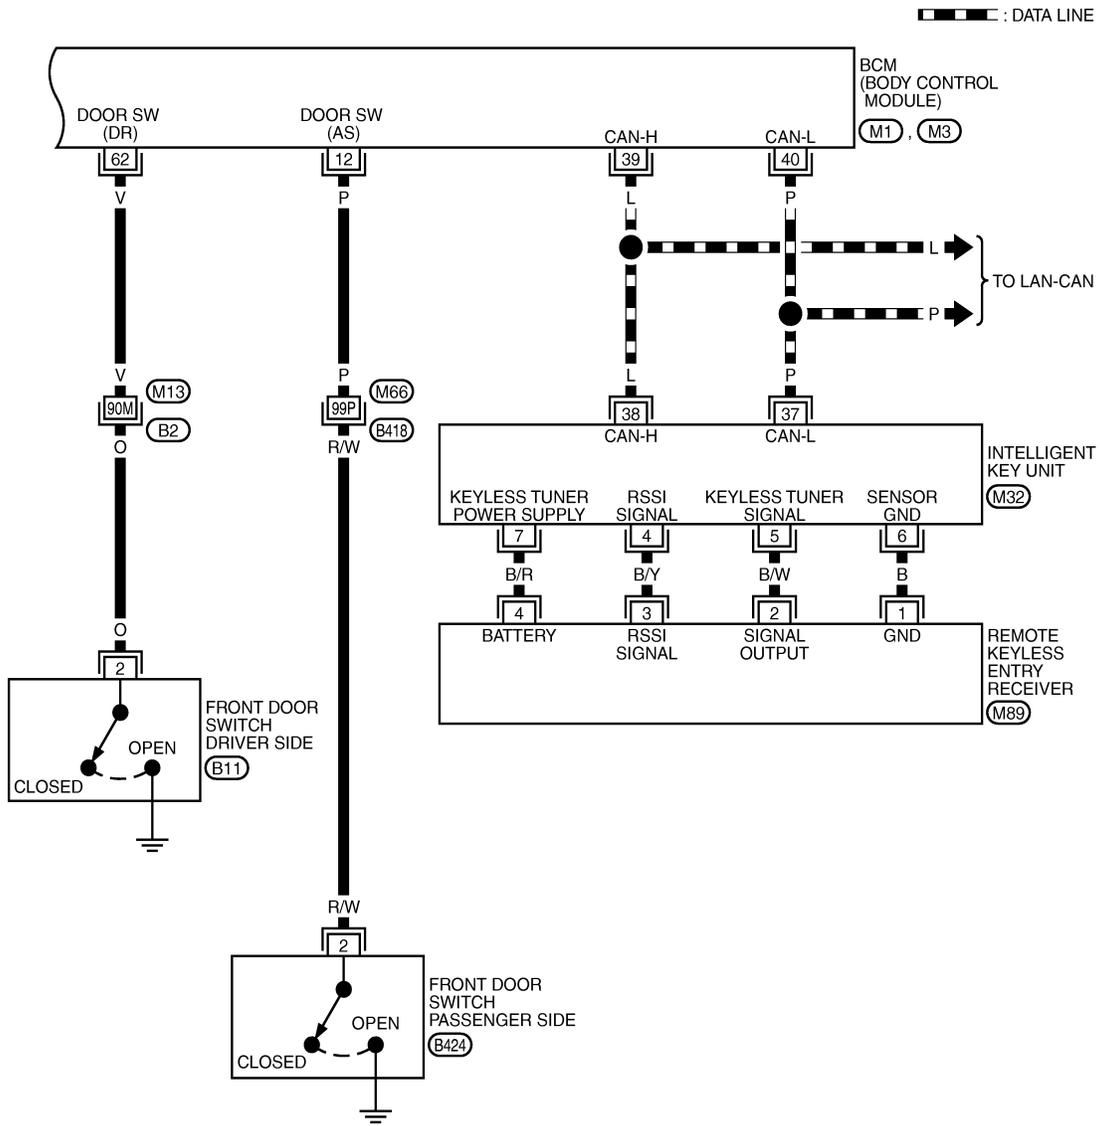 : DATA LINE
BCM
(BODY CONTROL
MODULE)
M1 , M3
DOOR SW
(DR)
DOOR SW
(AS)
CAN-H
CAN-L
62
12
39
40
V
P
L
P
L
TO LAN-CAN
P
V
P
L
P
90M
M13
B2
99P
M66
B418
38
37
O
R/W
CAN-H
CAN-L
INTELLIGENT
KEY UNIT
M32
KEYLESS TUNER
POWER SUPPLY
RSSI
SIGNAL
KEYLESS TUNER
SIGNAL
SENSOR
GND
7
4
5
6
B/R
B/Y
B/W
B
4
3
2
1
BATTERY
RSSI
SIGNAL
SIGNAL
OUTPUT
GND
REMOTE
KEYLESS
ENTRY
RECEIVER
M89
O
2
FRONT DOOR
SWITCH
DRIVER SIDE
B11
OPEN
CLOSED
R/W
2
FRONT DOOR
SWITCH
PASSENGER SIDE
B424
OPEN
CLOSED